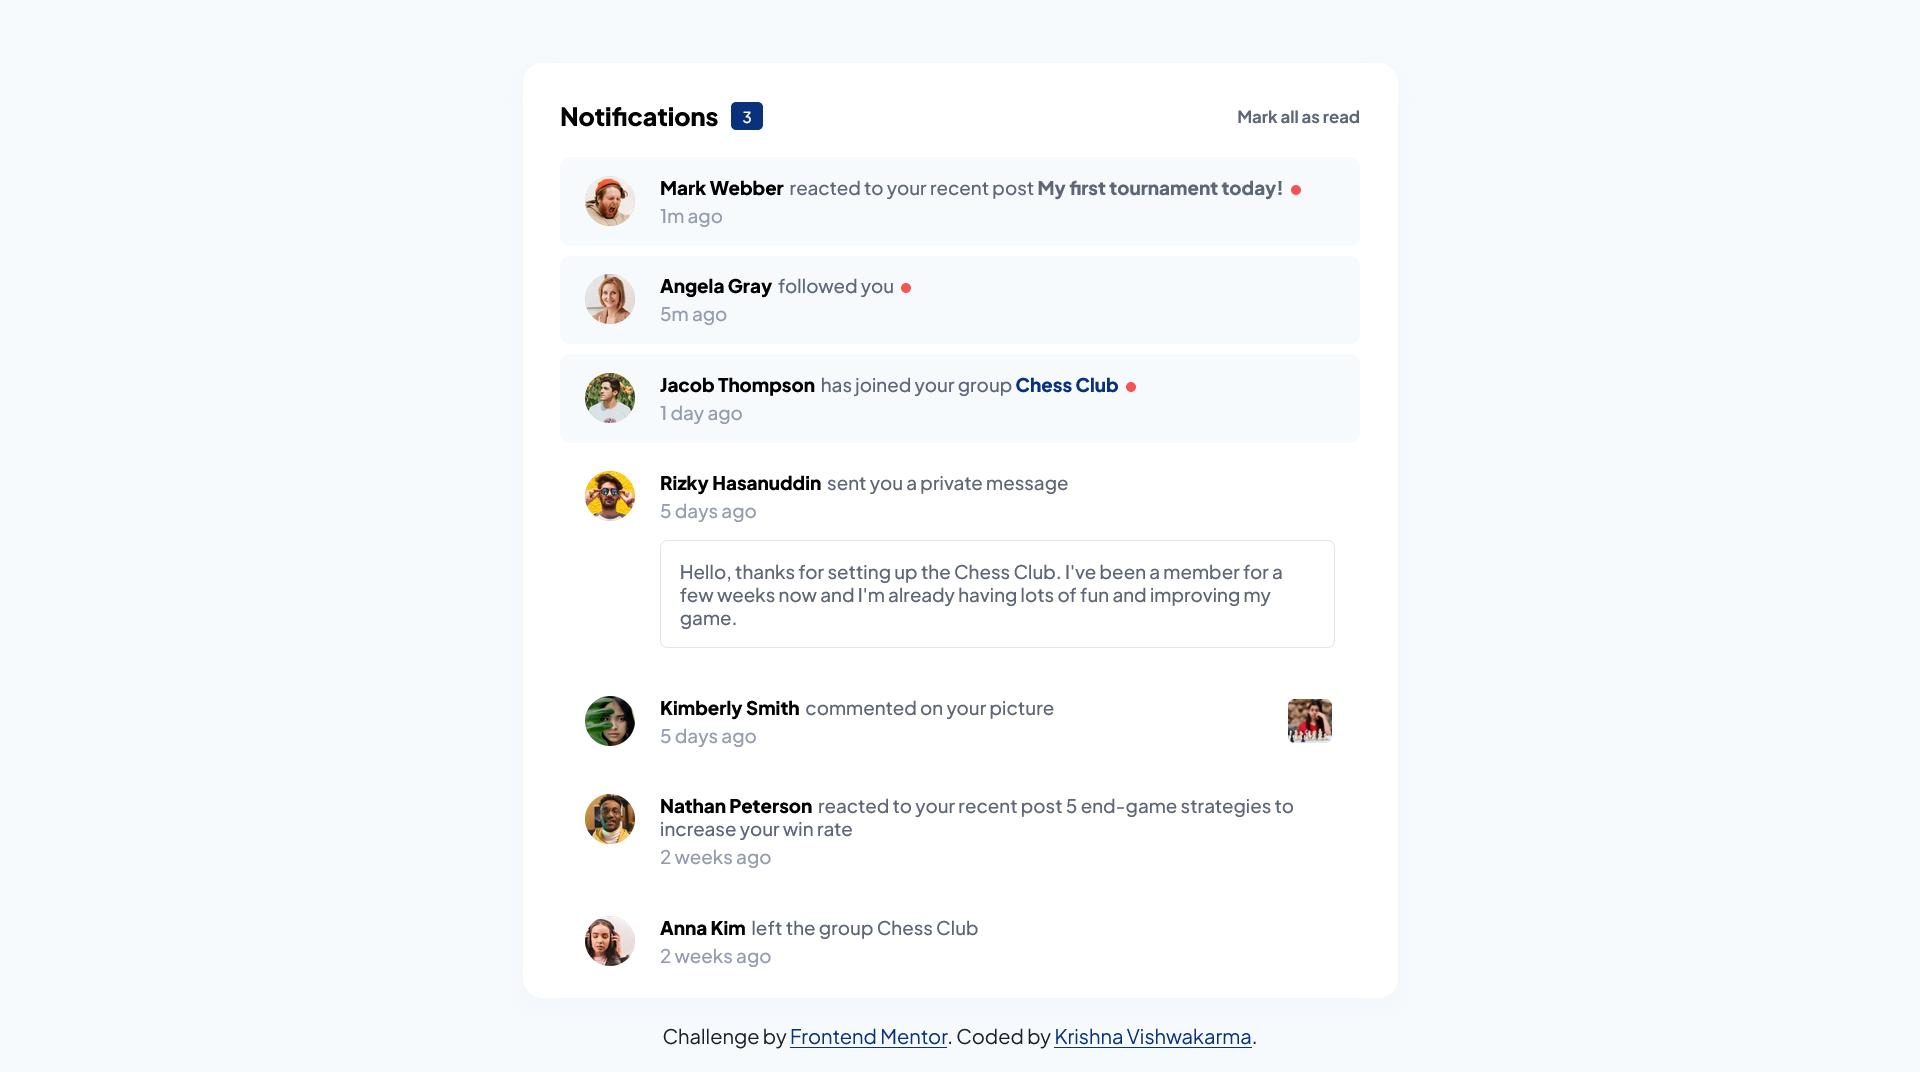 Notifications 3 Mark all as read
Mark Webber reacted to your recent post My first tournament today!
1m ago
Angela Gray followed you
5m ago
Jacob Thompson has joined your group Chess Club
1 day ago
Rizky Hasanuddin sent you a private message
5 days ago
Hello, thanks for setting up the Chess Club. I've been a member for a
few weeks now and I'm already having lots of fun and improving my
game.
Kimberly Smith commented on your picture
5 days ago
Nathan Peterson reacted to your recent post 5 end-game strategies to
increase your win rate
2 weeks ago
Anna Kim left the group Chess Club
2 weeks ago
Challenge by Frontend Mentor. Coded by Krishna Vishwakarma.